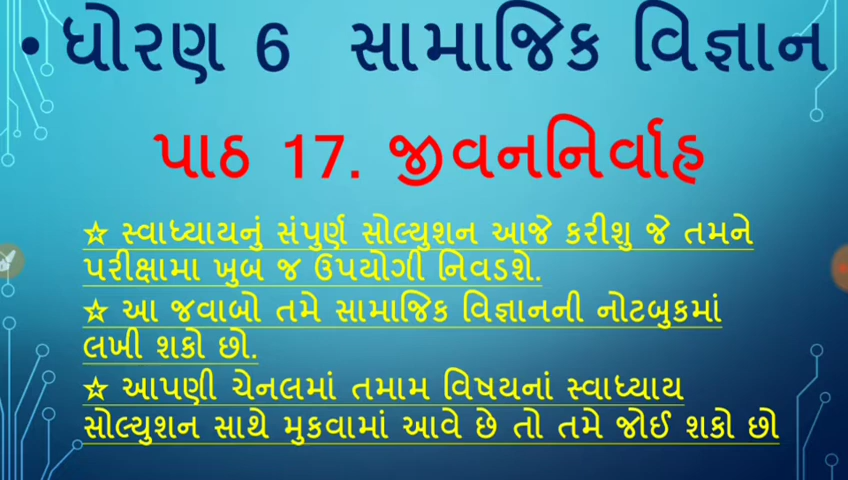 • ધોરણ 6 સામાજિક વિજ્ઞાન
પાઠ 17. જીવનનિર્વાહ
☆ સ્વાધ્યાયનું સંપુર્ણ સોલ્યુશન આજે કરીશુ જે તમને
પરીક્ષામા ખુબ જ ઉપયોગી નિવડશે.
☆ આ જવાબો તમે સામાજિક વિજ્ઞાનની નોટબુકમાં
લખી શકો છો.
☆ આપણી ચેનલમાં તમામ વિષયનાં સ્વાધ્યાય
સોલ્યુશન સાથે મુકવામાં આવે છે તો તમે જોઈ શકો છો